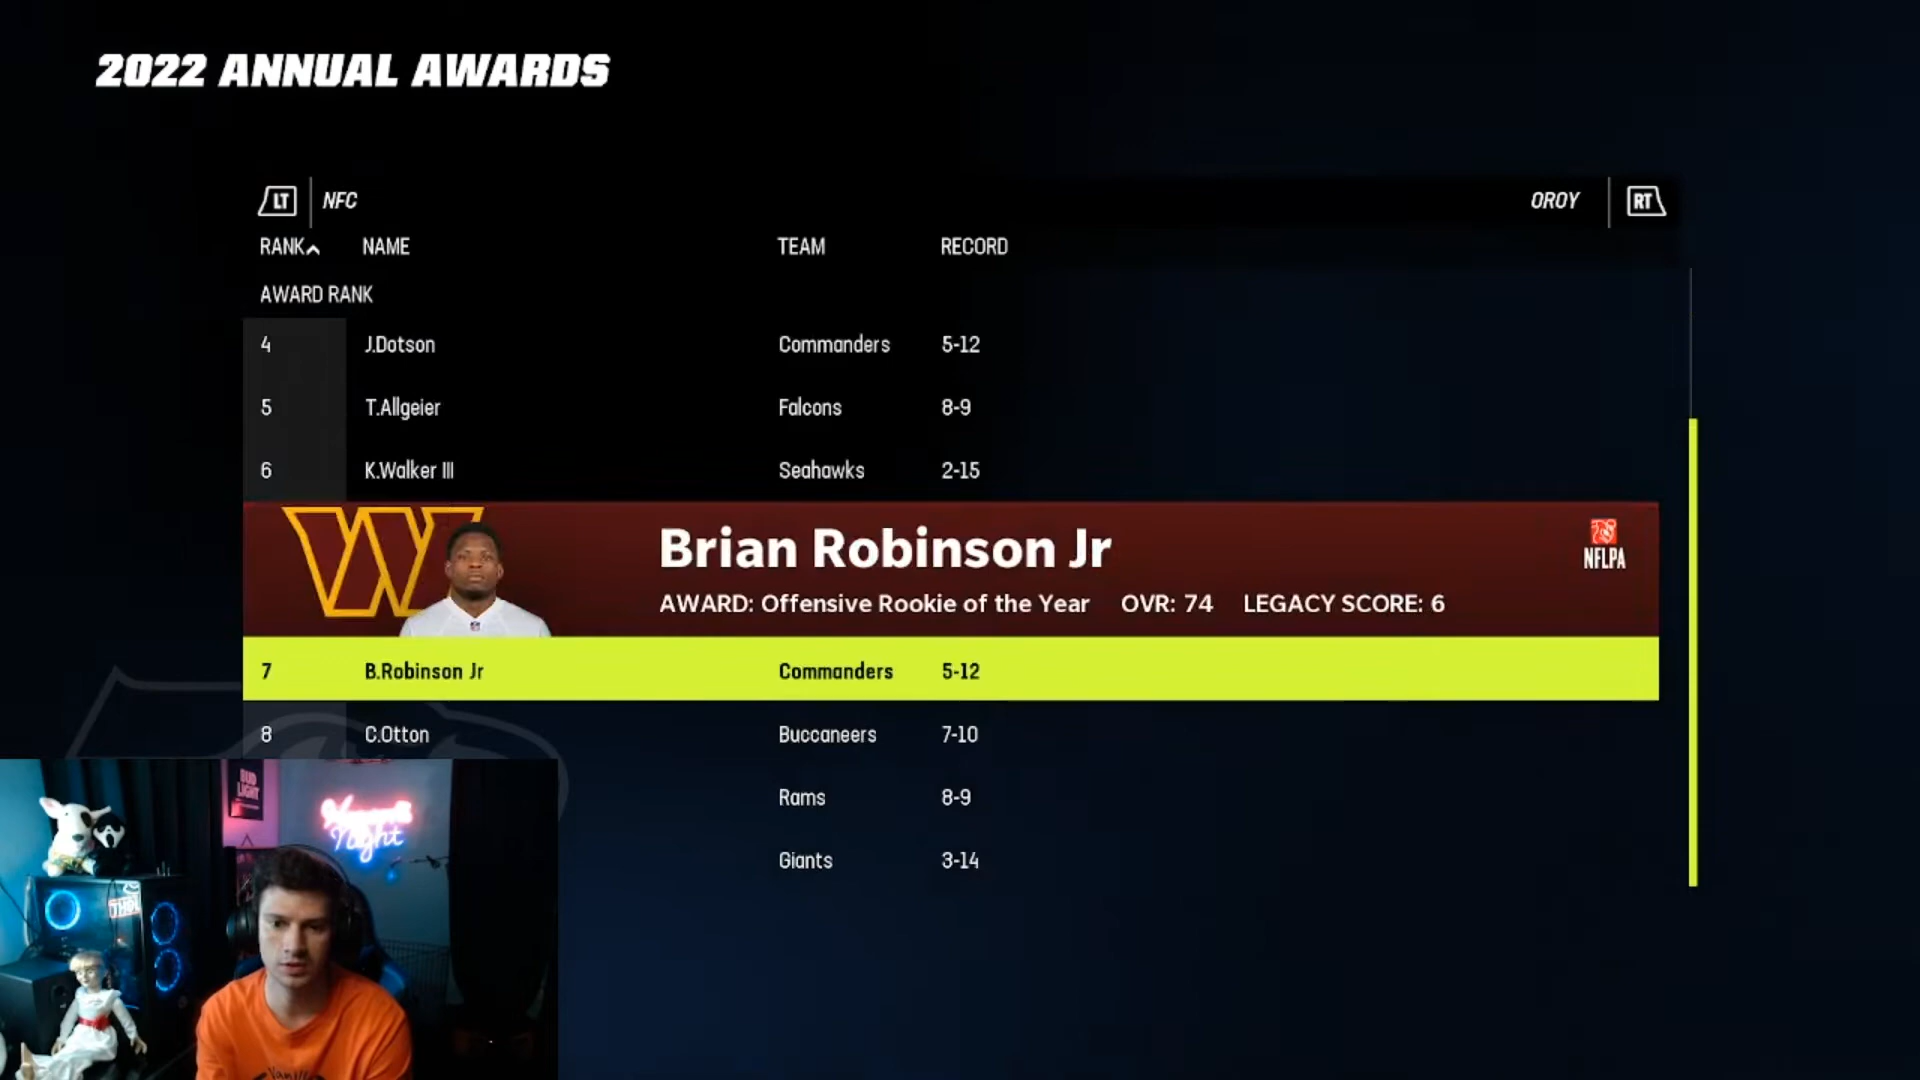 2022 ANNUAL AWARDS
LT NFC OROY RT
RANK NAME TEAM RECORD
AWARD RANK
4 J.Dotson Commanders 5-12
5 T.Allgeier Falcons 8-9
6 K.Walker III Seahawks 2-15
Brian Robinson Jr
NFLPA
AWARD: Offensive Rookie of the Year OVR: 74 LEGACY SCORE: 6
7 B.Robinson Jr Commanders 5-12
8 C.Otton Buccaneers 7-10
Rams 8-9
Giants 3-14
BUD
LIGHT
night